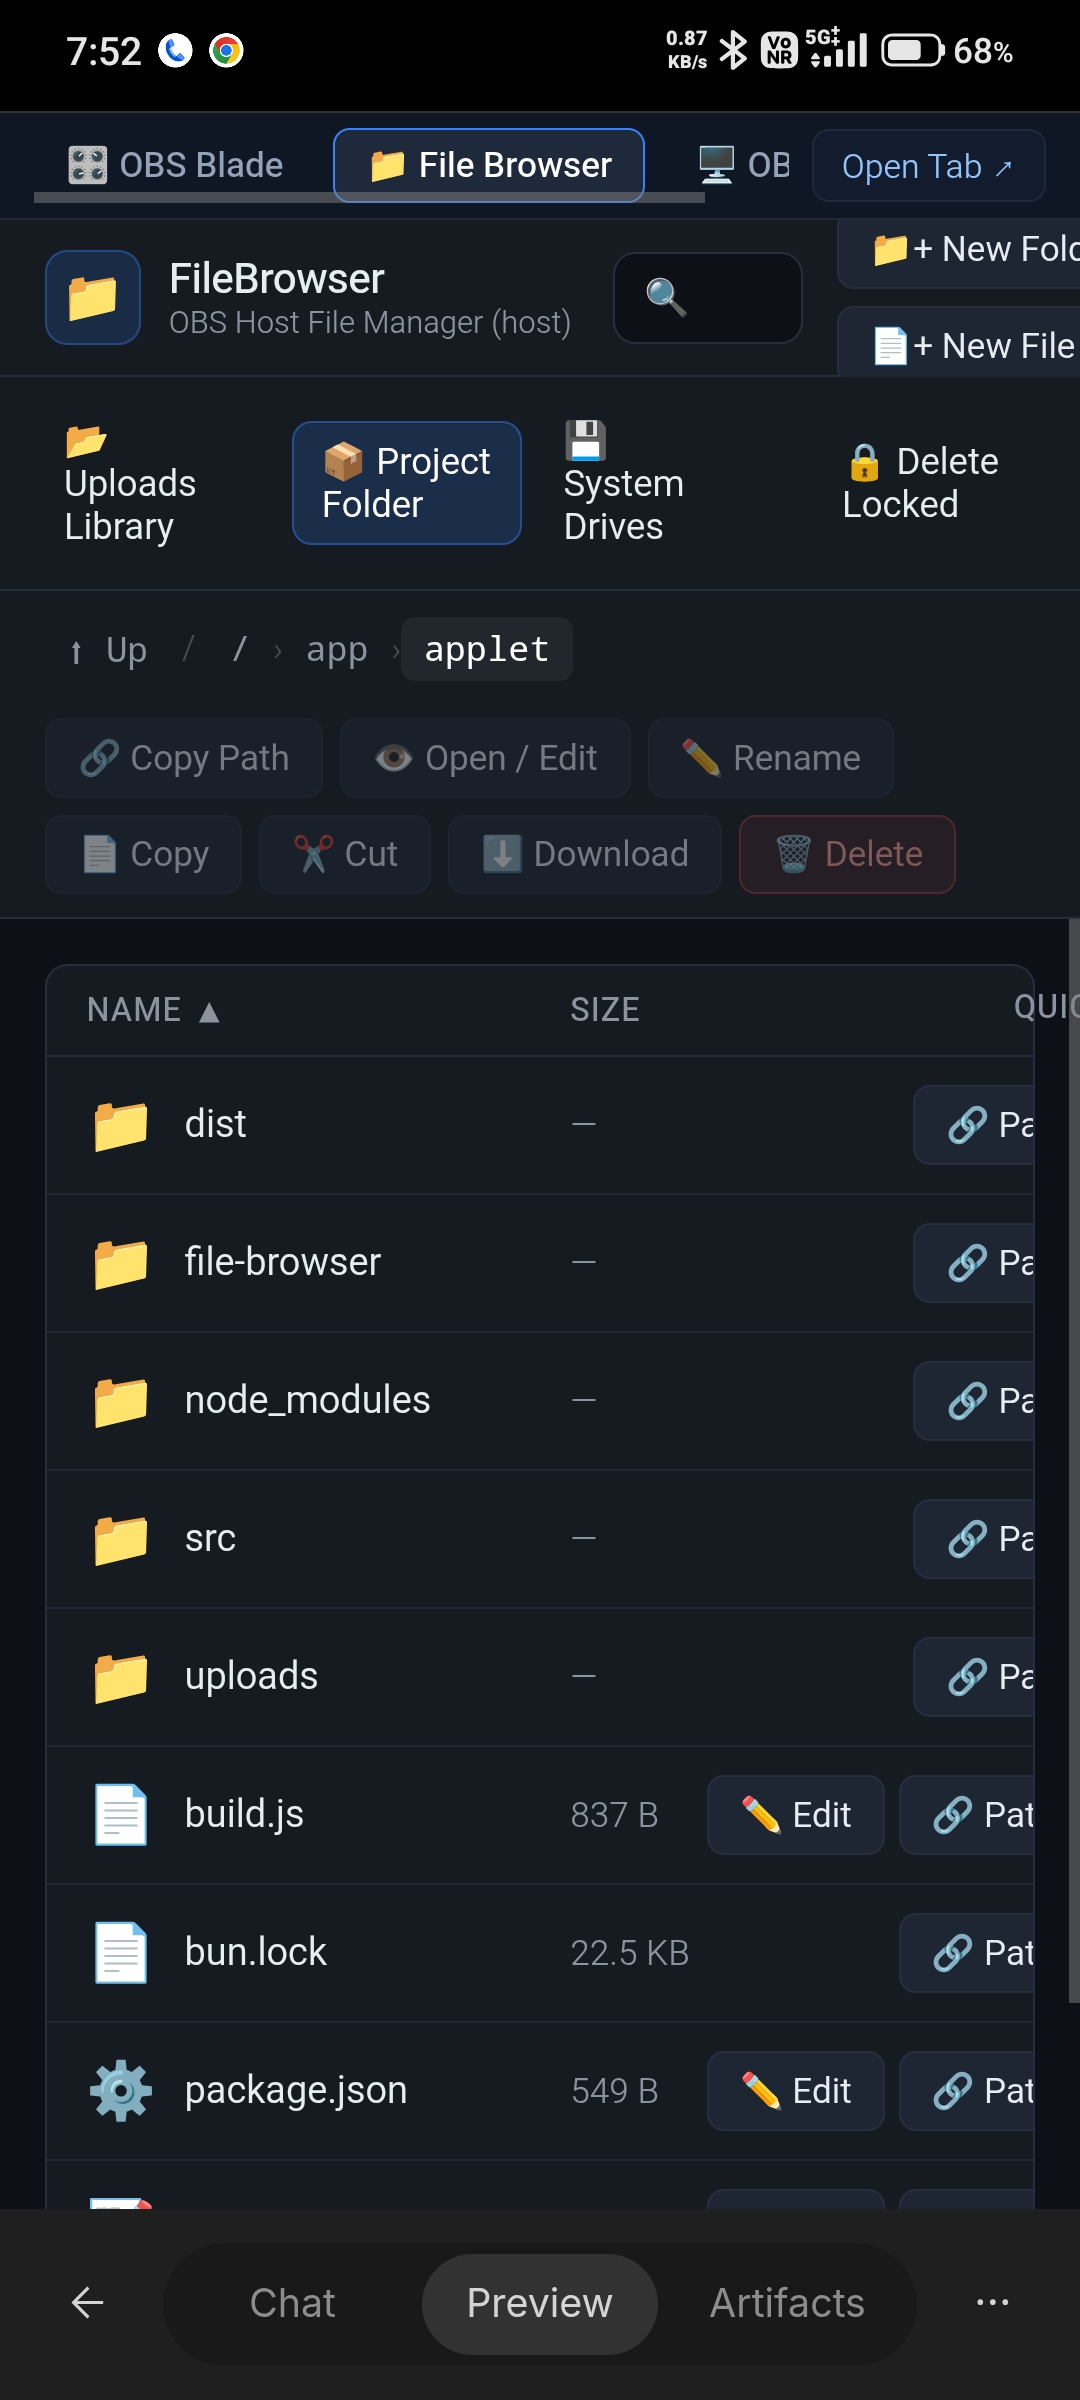 7:52
0.87 KB/s
Vo NR
5G
68%
OBS Blade
File Browser
OB
Open Tab ↗
FileBrowser
OBS Host File Manager (host)
+ New Fold
+ New File
Uploads
Library
Project
Folder
System
Drives
Delete
Locked
↑ Up / / › app › applet
Copy Path
Open / Edit
Rename
Copy
Cut
Download
Delete
NAME ▲
SIZE
QUIC
dist — Pa
file-browser — Pa
node_modules — Pa
src — Pa
uploads — Pa
build.js 837 B Edit Pat
bun.lock 22.5 KB Pat
package.json 549 B Edit Pat
Chat
Preview
Artifacts